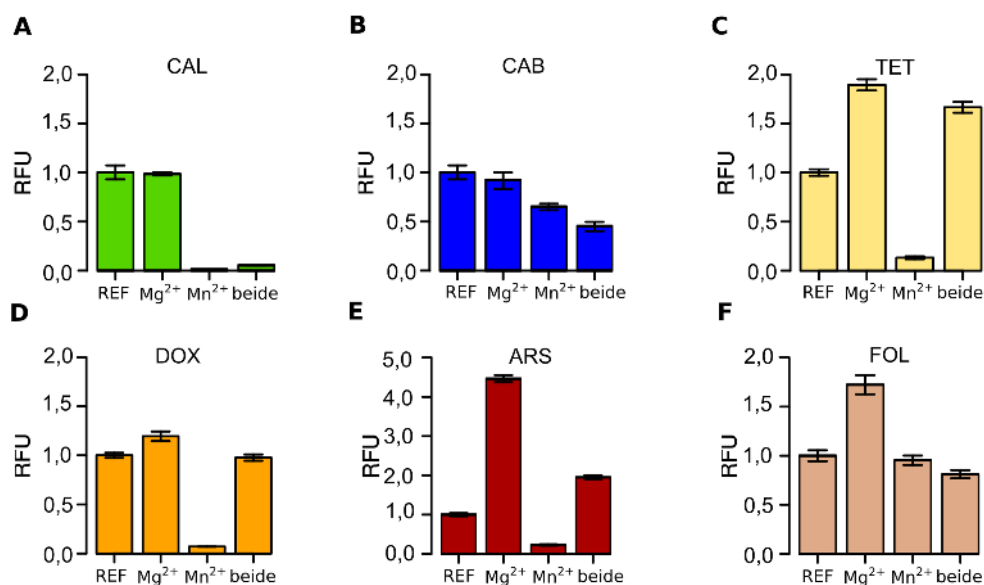 A
CAL
RFU
2,0
1,5
1,0
0,5
0,0
REF Mg²⁺ Mn²⁺ beide
B
CAB
RFU
2,0
1,5
1,0
0,5
0,0
REF Mg²⁺ Mn²⁺ beide
C
TET
RFU
2,0
1,5
1,0
0,5
0,0
REF Mg²⁺ Mn²⁺ beide
D
DOX
RFU
2,0
1,5
1,0
0,5
0,0
REF Mg²⁺ Mn²⁺ beide
E
ARS
RFU
5,0
4,0
3,0
2,0
1,0
0,0
REF Mg²⁺ Mn²⁺ beide
F
FOL
RFU
2,0
1,5
1,0
0,5
0,0
REF Mg²⁺ Mn²⁺ beide